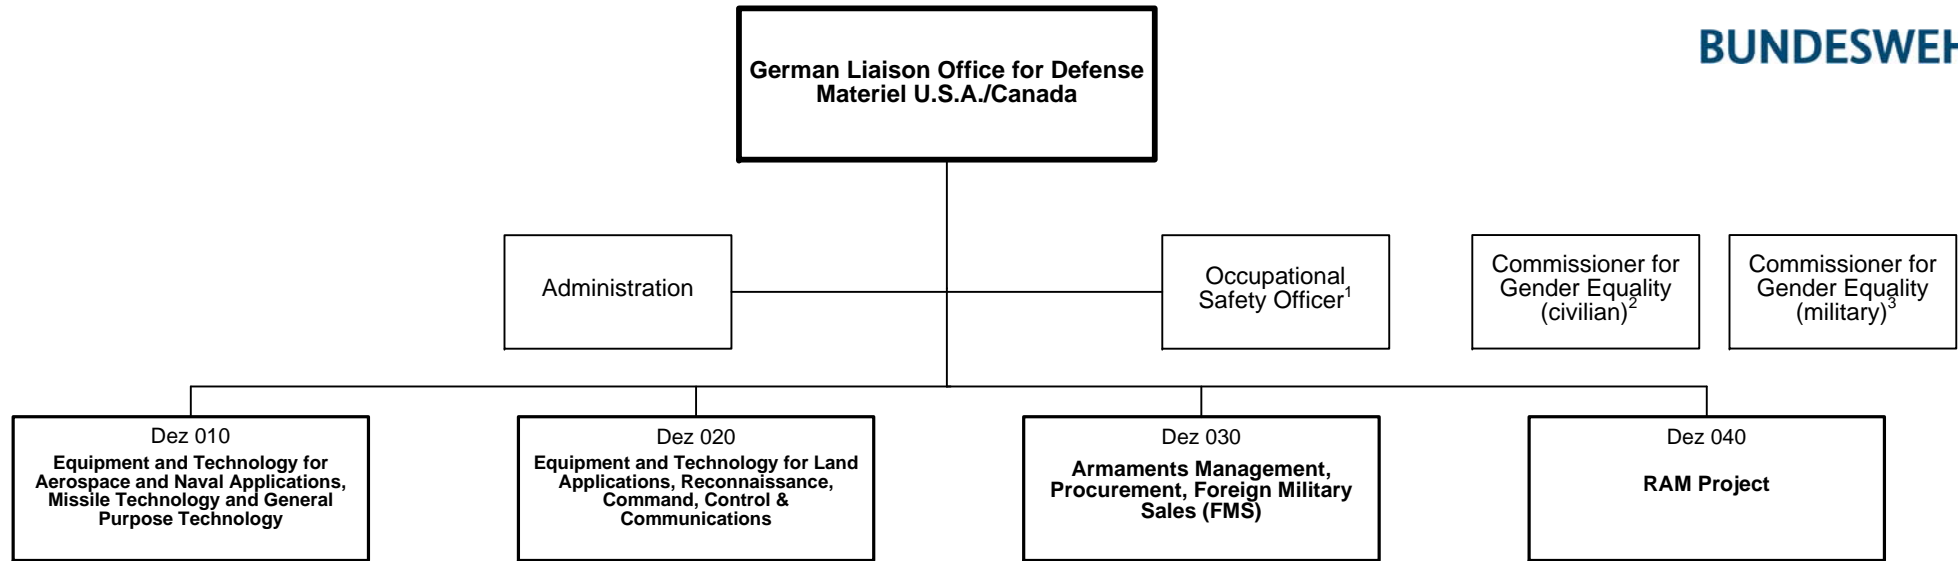 BUNDESWEH
German Liaison Office for Defense
Materiel U.S.A./Canada
Administration
Occupational
Safety Officer¹
Commissioner for
Gender Equality
(civilian)²
Commissioner for
Gender Equality
(military)³
Dez 010
Equipment and Technology for
Aerospace and Naval Applications,
Missile Technology and General
Purpose Technology
Dez 020
Equipment and Technology for Land
Applications, Reconnaissance,
Command, Control &
Communications
Dez 030
Armaments Management,
Procurement, Foreign Military
Sales (FMS)
Dez 040
RAM Project